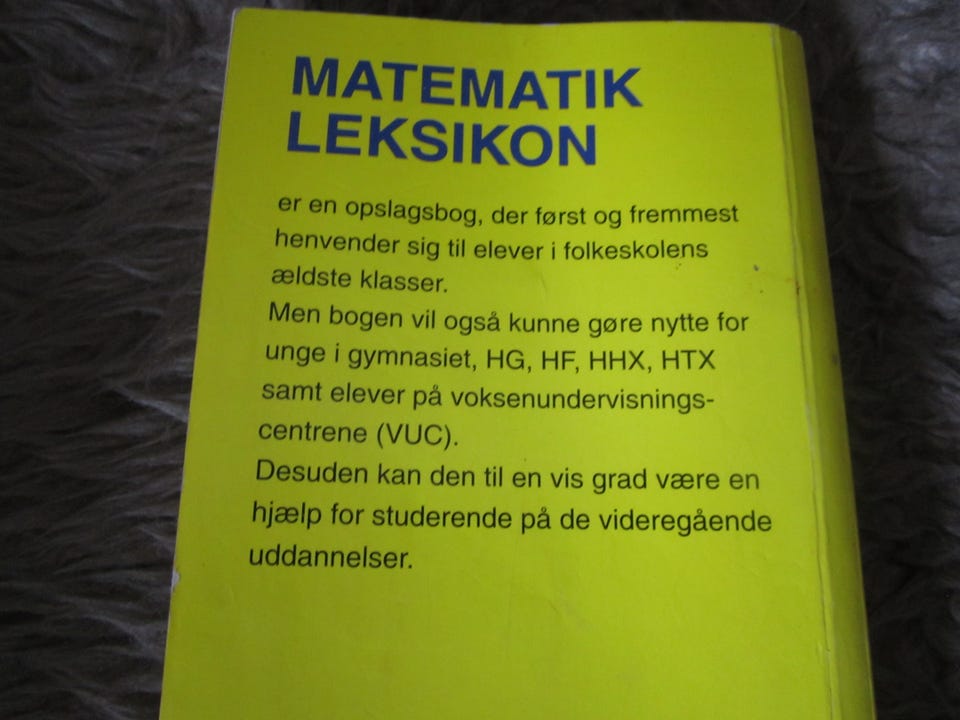 MATEMATIK
LEKSIKON
er en opslagsbog, der først og fremmest
henvender sig til elever i folkeskolens
ældste klasser.
Men bogen vil også kunne gøre nytte for
unge i gymnasiet, HG, HF, HHX, HTX
samt elever på voksenundervisnings-
centrene (VUC).
Desuden kan den til en vis grad være en
hjælp for studerende på de videregående
uddannelser.